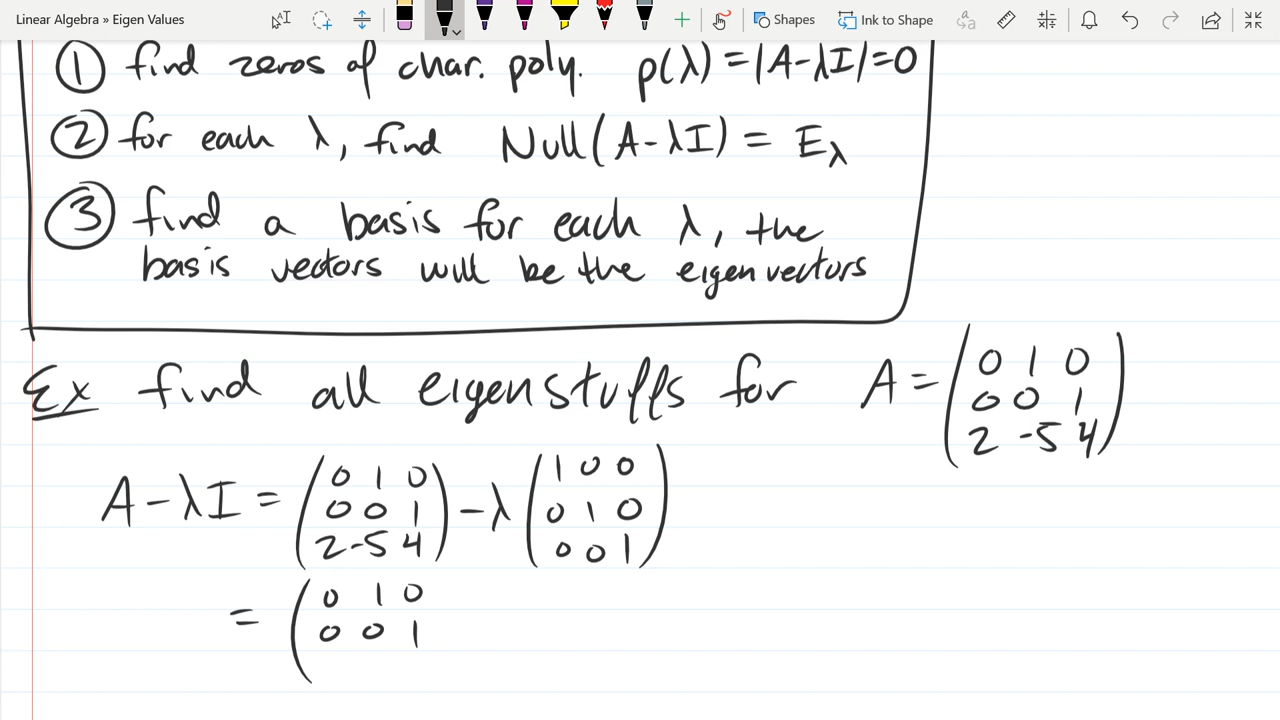 Linear Algebra » Eigen Values
Shapes
Ink to Shape
① find zeros of char. poly. p(λ)=|A-λI|=0
② for each λ, find Null(A-λI) = Eλ
③ find a basis for each λ, the
basis vectors will be the eigenvectors
Ex find all eigenstuffs for A=
0 1 0
0 0 1
2 -5 4
A-λI = (0 1 0
0 0 1
2 -5 4) -λ (1 0 0
0 1 0
0 0 1)
= (0 1 0
0 0 1